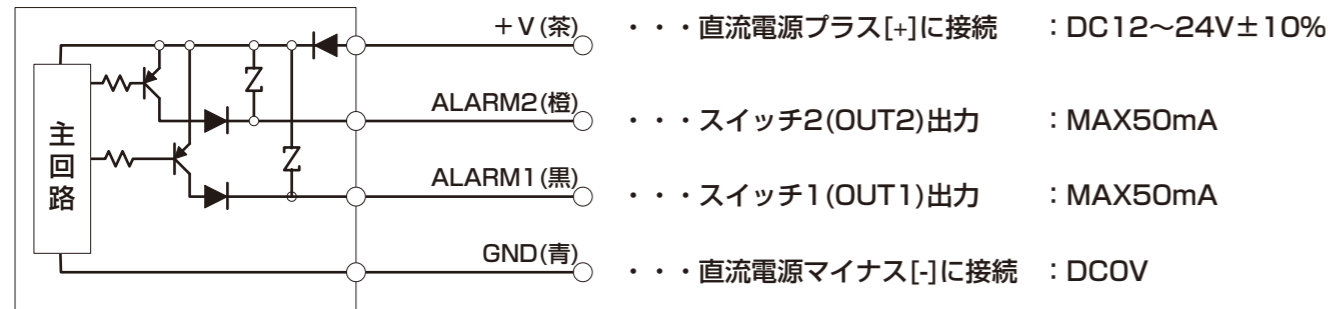 +V(茶) ・・・直流電源プラス[+]に接続 :DC12〜24V±10%
ALARM2(橙) ・・・スイッチ2(OUT2)出力 :MAX50mA
主回路
ALARM1(黒) ・・・スイッチ1(OUT1)出力 :MAX50mA
GND(青) ・・・直流電源マイナス[-]に接続 :DC0V